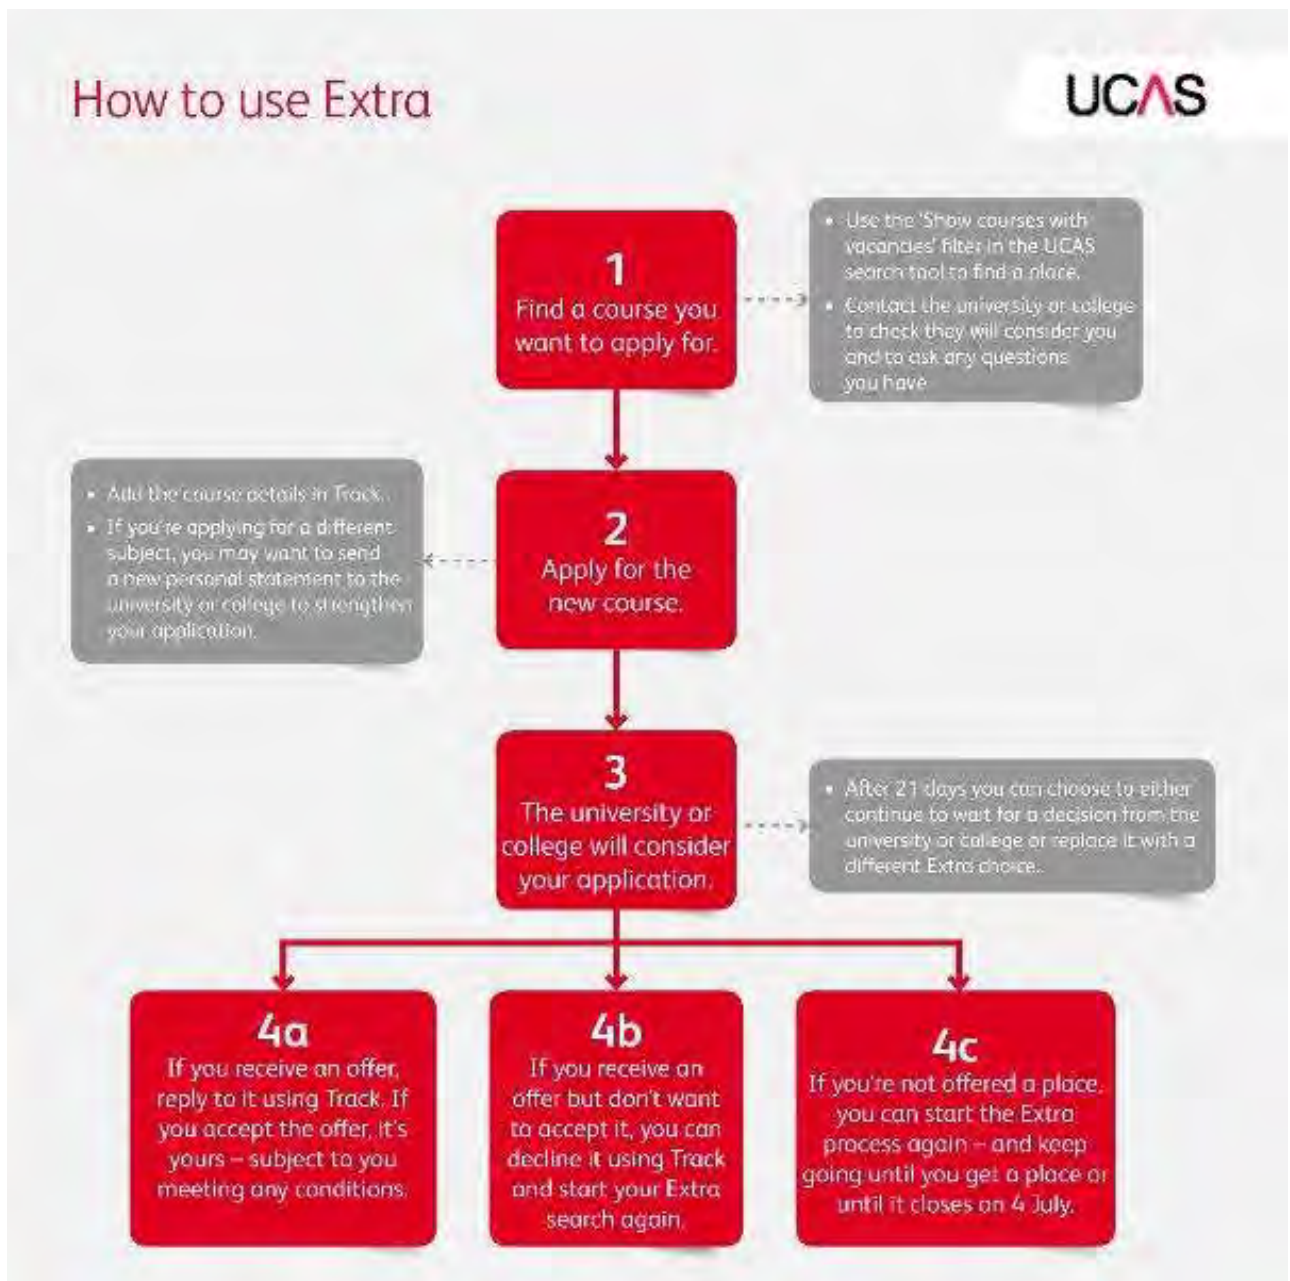 How to use Extra
UCAS
1
Find a course you
want to apply for.
• Use the 'Show courses with
vacancies' filter in the UCAS
search tool to find a place.
• Contact the university or college
to check they will consider you
and to ask any questions
you have
• Add the course details in Track.
• If you're applying for a different
subject, you may want to send
a new personal statement to the
university or college to strengthen
your application.
2
Apply for the
new course.
3
The university or
college will consider
your application.
• After 21 days you can choose to either
continue to wait for a decision from the
university or college or replace it with a
different Extra choice.
4a
If you receive an offer,
reply to it using Track. If
you accept the offer, it's
yours – subject to you
meeting any conditions.
4b
If you receive an
offer but don't want
to accept it, you can
decline it using Track
and start your Extra
search again.
4c
If you're not offered a place,
you can start the Extra
process again – and keep
going until you get a place or
until it closes on 4 July.